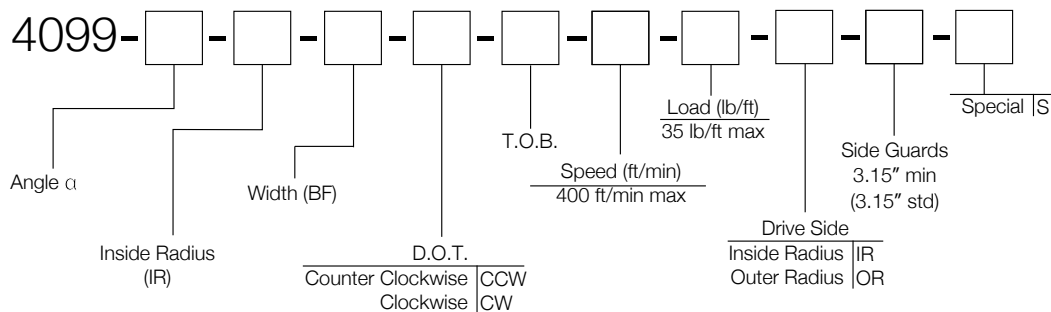 4099 - - - - - - - - - -
Angle α
Inside Radius
(IR)
Width (BF)
D.O.T.
Counter Clockwise CCW
Clockwise CW
T.O.B.
Speed (ft/min)
400 ft/min max
Load (lb/ft)
35 lb/ft max
Drive Side
Inside Radius IR
Outer Radius OR
Side Guards
3.15" min
(3.15" std)
Special S